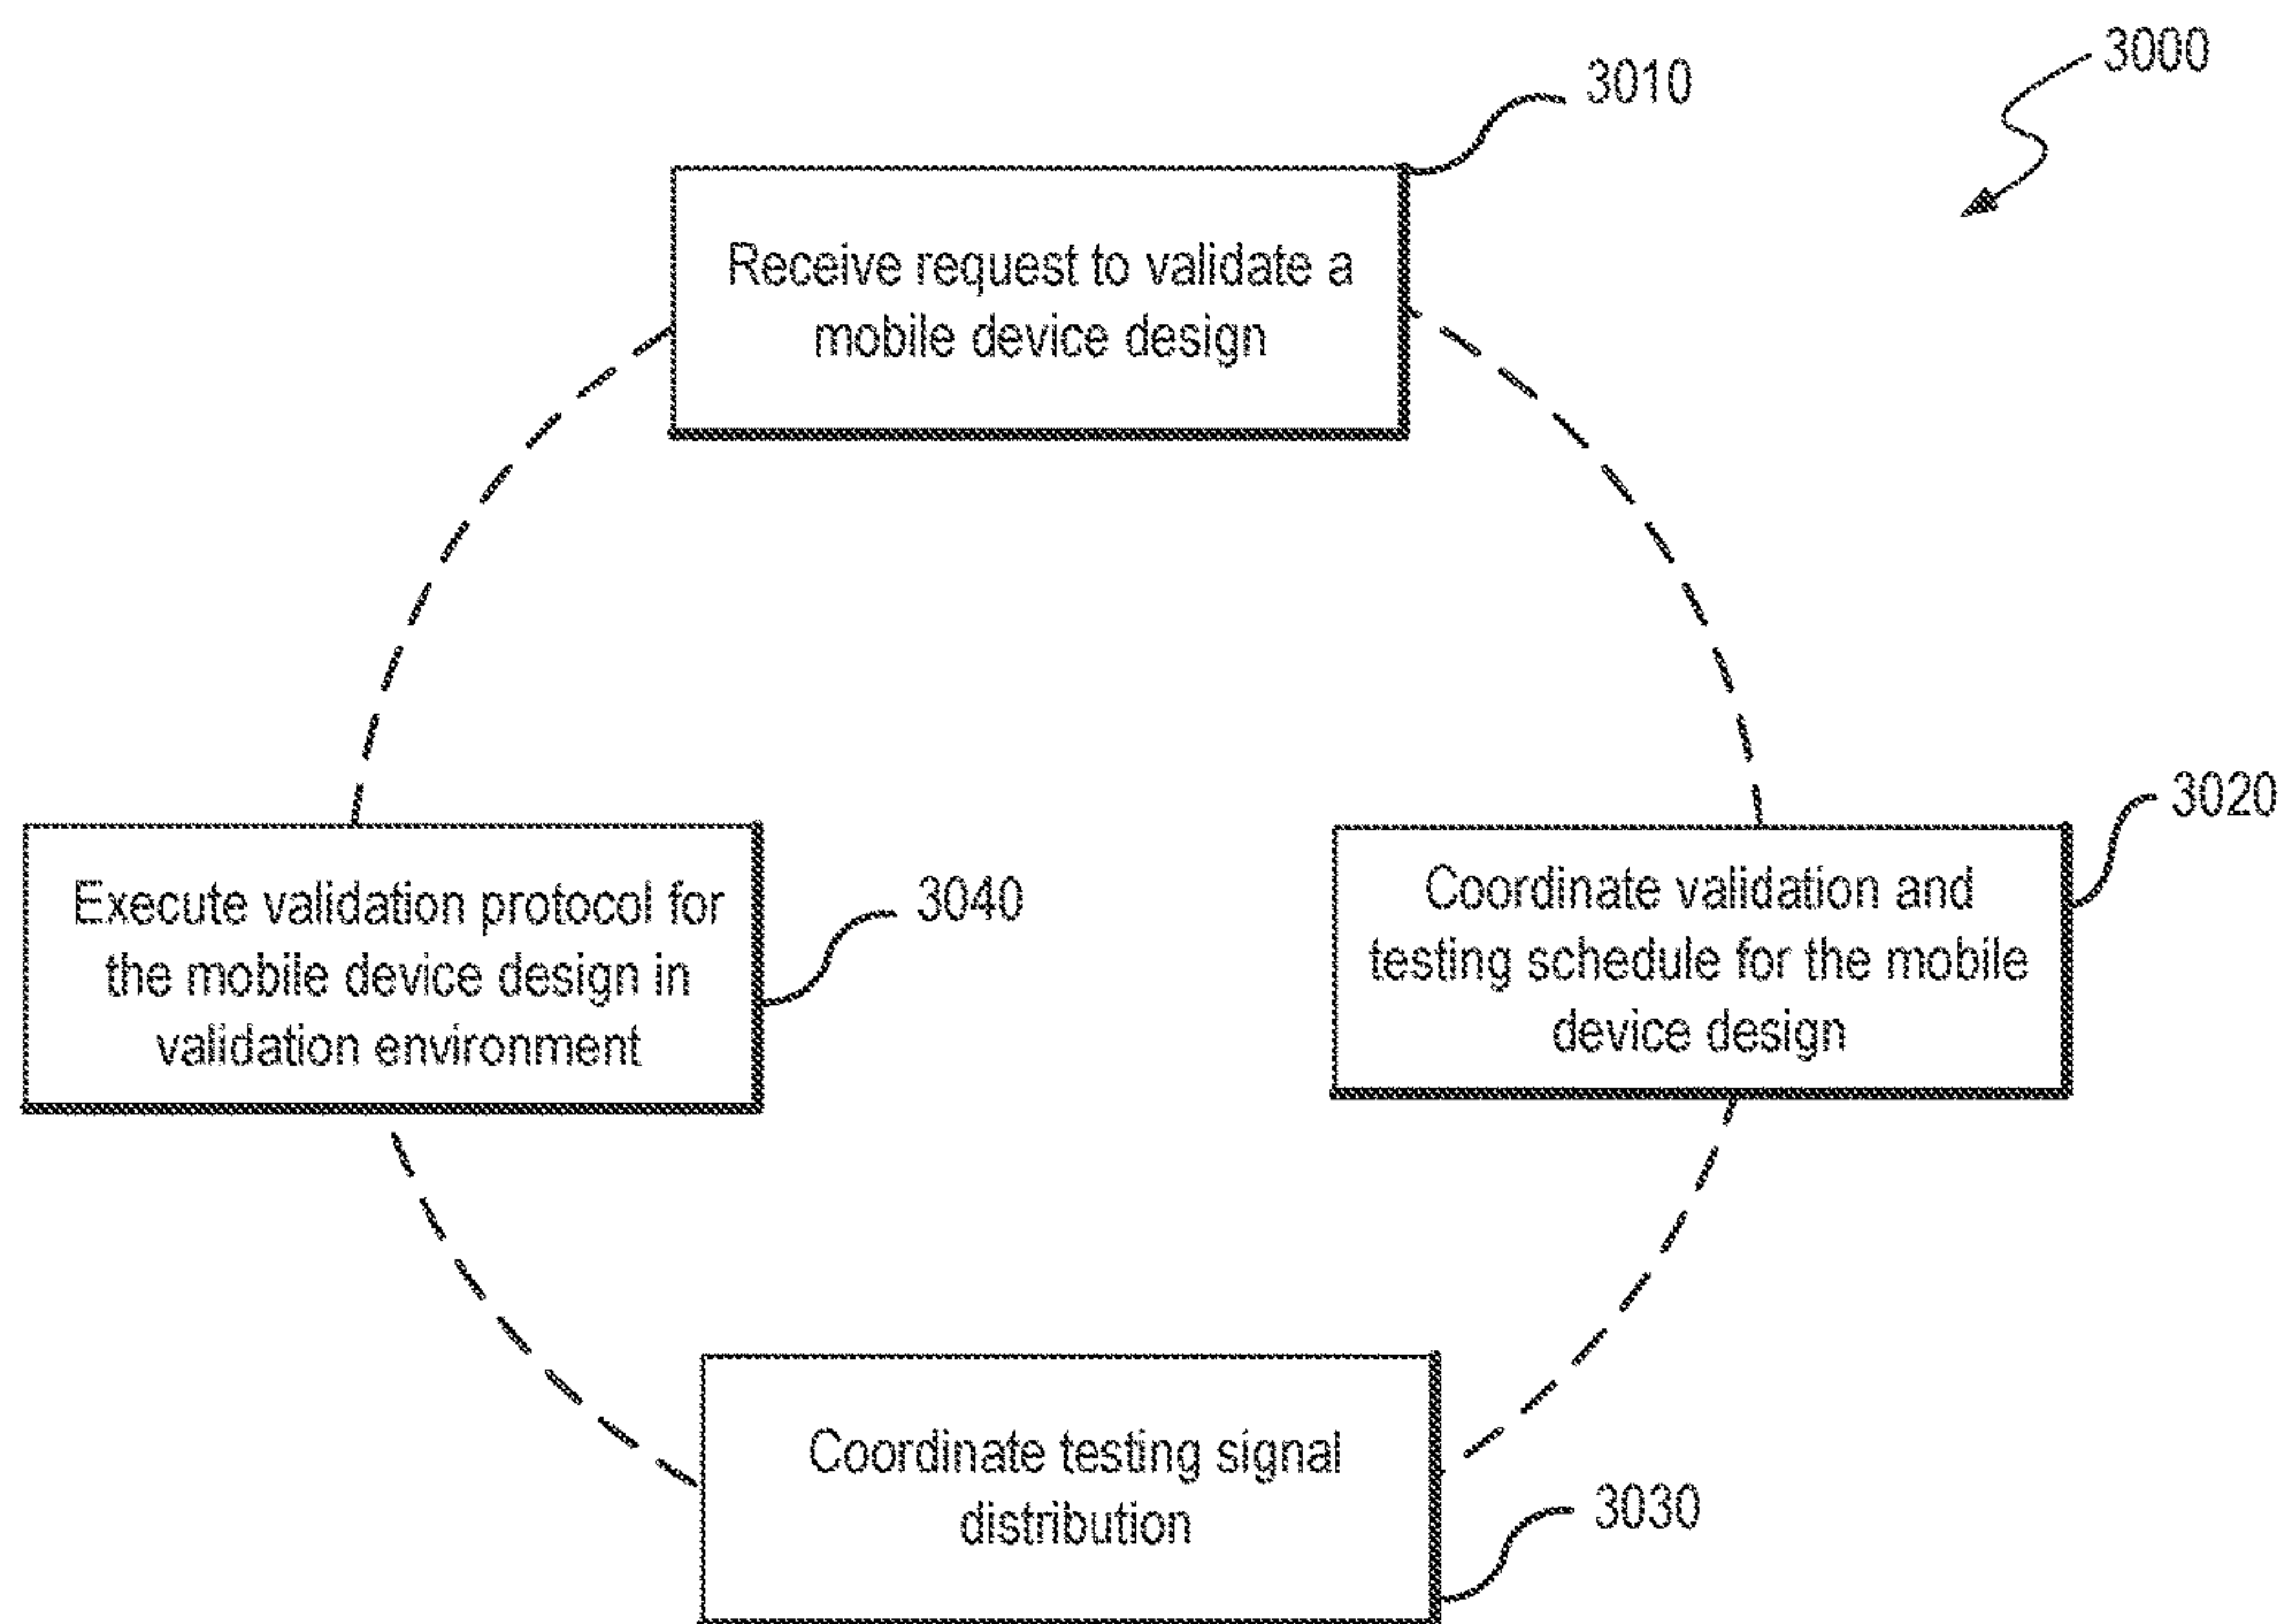 3000
3010
Receive request to validate a
mobile device design
3020
Coordinate validation and
testing schedule for the mobile
device design
3040
Execute validation protocol for
the mobile device design in
validation environment
Coordinate testing signal
distribution
3030